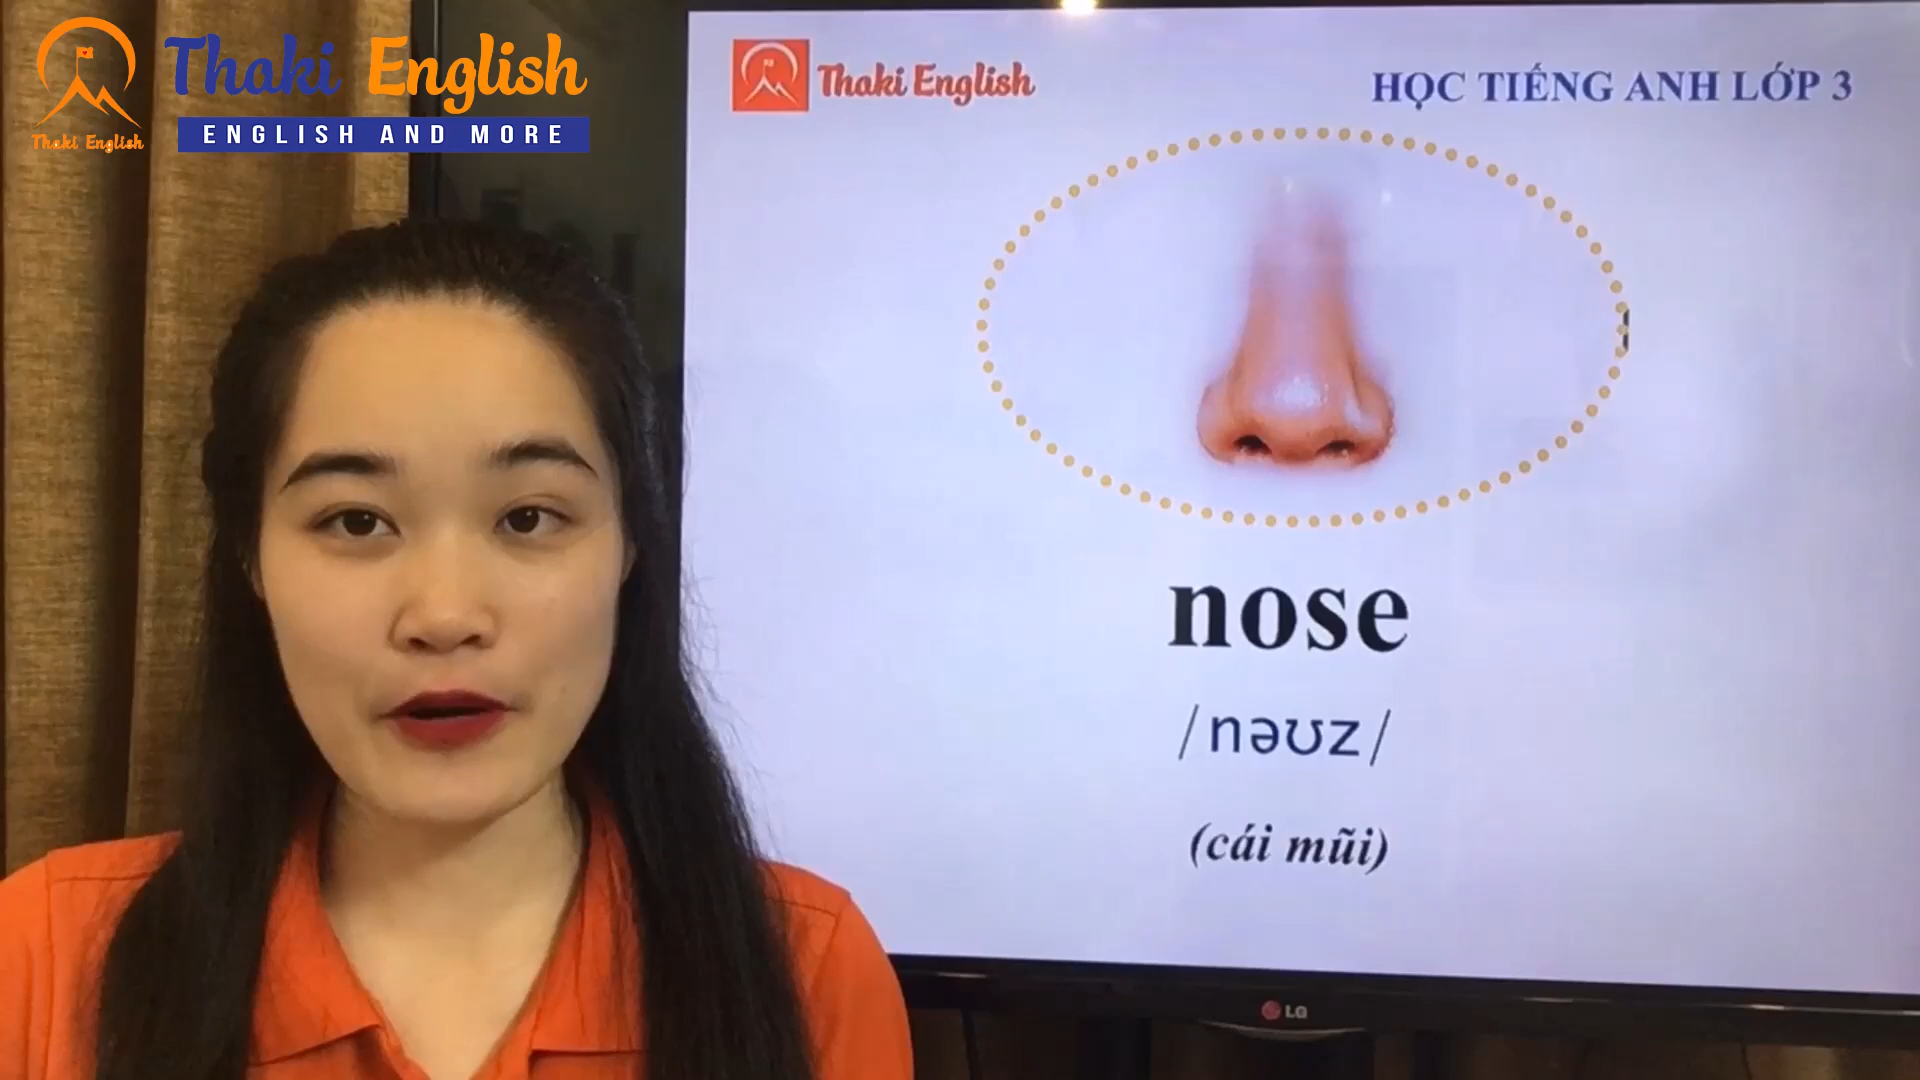 Thaki English
ENGLISH AND MORE
Thaki English
Thaki English
HỌC TIẾNG ANH LỚP 3
nose
/nəʊz/
(cái mũi)
LG